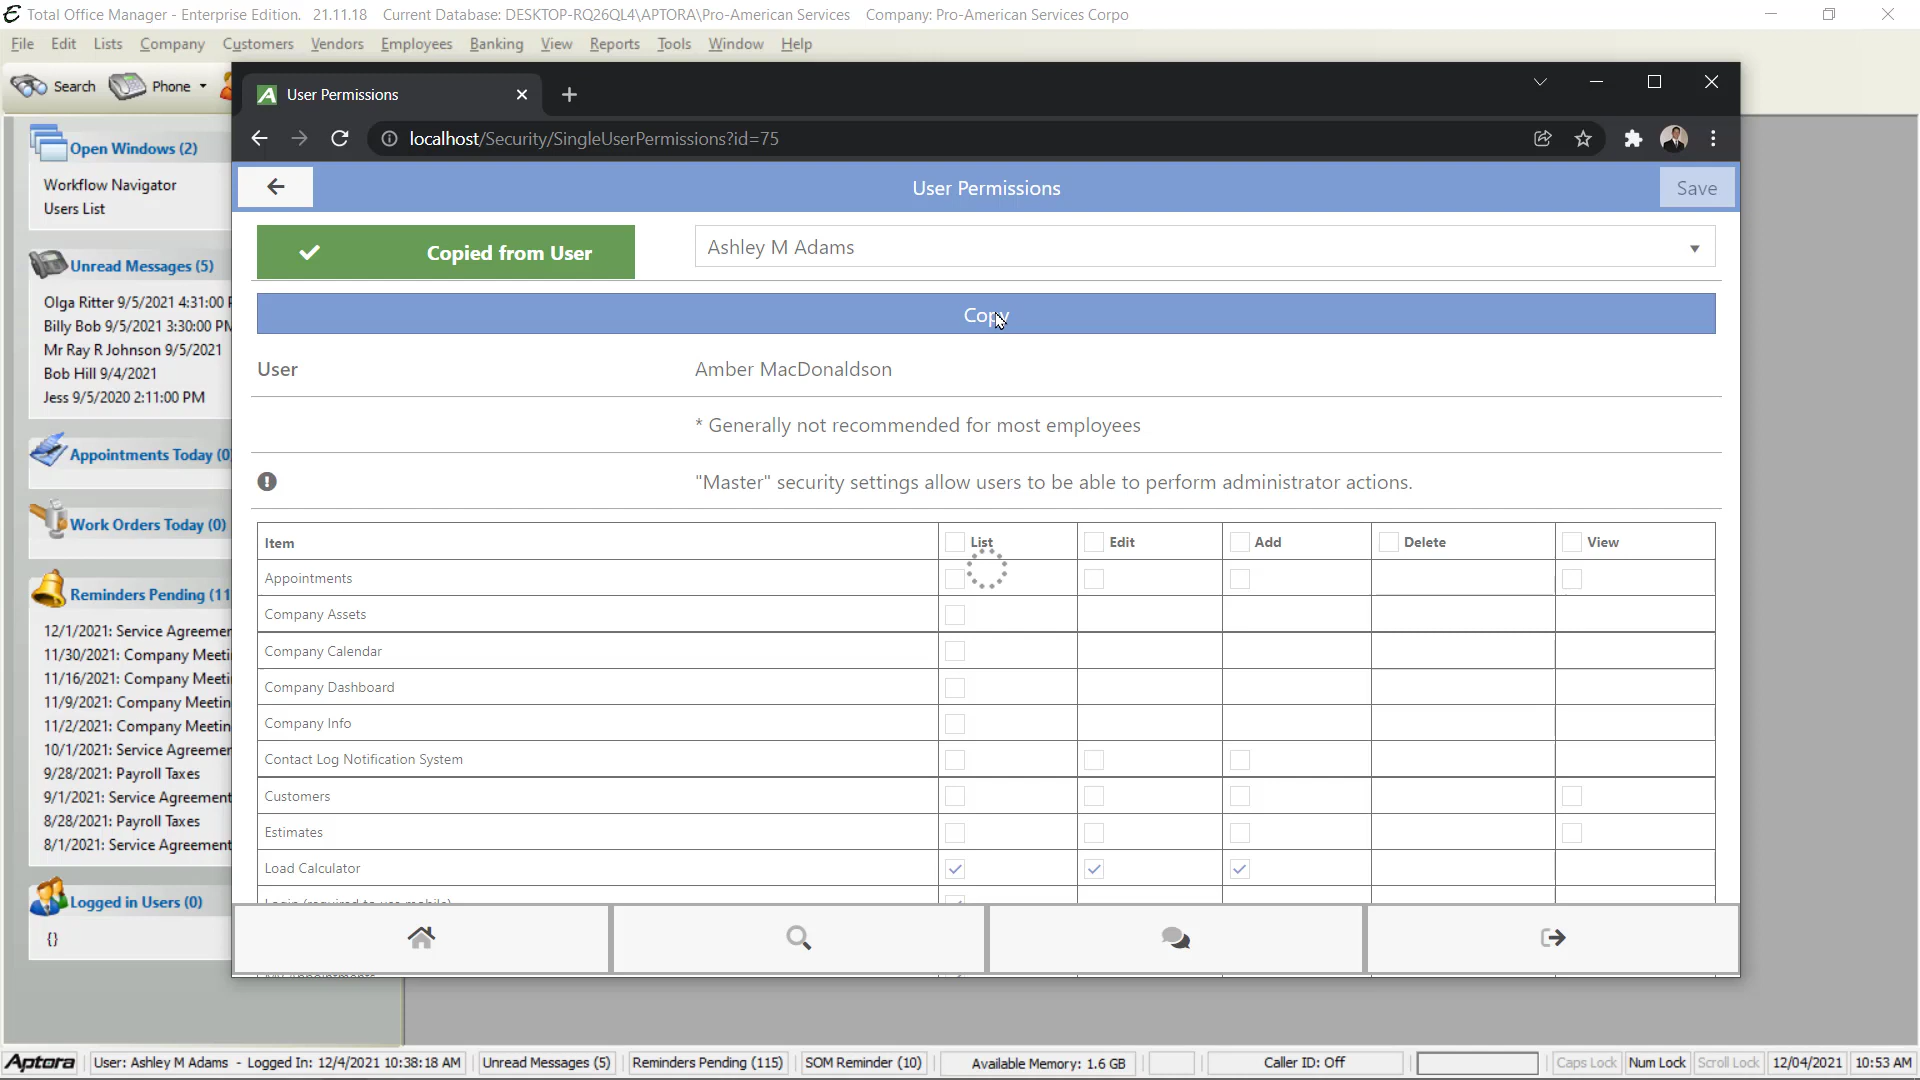 Total Office Manager - Enterprise Edition. 21.11.18 Current Database: DESKTOP-RQ26QL4\APTORA\Pro-American Services Company: Pro-American Services Corpo
File Edit Lists Company Customers Vendors Employees Banking View Reports Tools Window Help
Search Phone
User Permissions
localhost/Security/SingleUserPermissions?id=75
User Permissions
Save
Copied from User
Ashley M Adams
Copy
User
Amber MacDonaldson
* Generally not recommended for most employees
"Master" security settings allow users to be able to perform administrator actions.
Item List Edit Add Delete View
Appointments
Company Assets
Company Calendar
Company Dashboard
Company Info
Contact Log Notification System
Customers
Estimates
Load Calculator
Open Windows (2)
Workflow Navigator
Users List
Unread Messages (5)
Olga Ritter 9/5/2021 4:31:00
Billy Bob 9/5/2021 3:30:00 PM
Mr Ray R Johnson 9/5/2021
Bob Hill 9/4/2021
Jess 9/5/2020 2:11:00 PM
Appointments Today (0
Work Orders Today (0)
Reminders Pending (11
12/1/2021: Service Agreemer
11/30/2021: Company Meeti
11/16/2021: Company Meeti
11/9/2021: Company Meetin
11/2/2021: Company Meetin
10/1/2021: Service Agreemer
9/28/2021: Payroll Taxes
9/1/2021: Service Agreement
8/28/2021: Payroll Taxes
8/1/2021: Service Agreement
Logged in Users (0)
{}
Aptora User: Ashley M Adams - Logged In: 12/4/2021 10:38:18 AM Unread Messages (5) Reminders Pending (115) SOM Reminder (10) Available Memory: 1.6 GB Caller ID: Off Caps Lock Num Lock Scroll Lock 12/04/2021 10:53 AM